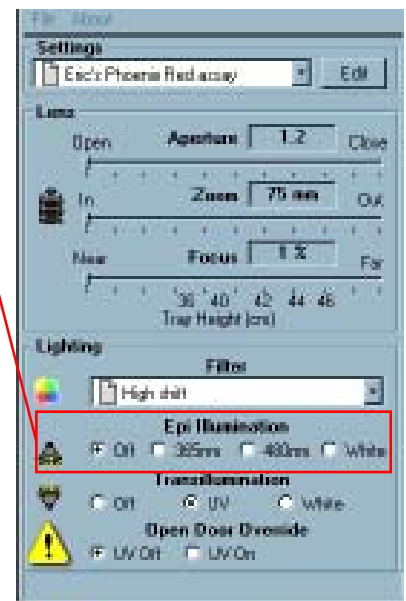 File About
Settings
Eric's Phoenix Red assay Edit
Lens
Open Aperture 1.2 Close
In Zoom 75 mm Out
Near Focus 1 % Far
36 40 42 44 46
Tray Height (cm)
Lighting
Filter
High shift
Epi Illumination
Off 365nm 480nm White
Transillumination
Off UV White
Open Door Override
UV Off UV On